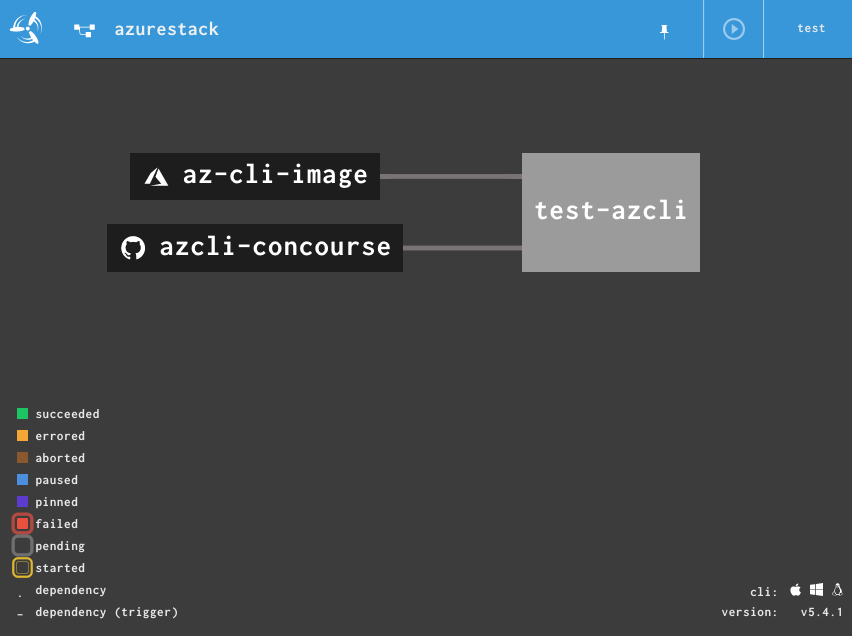 azurestack
test
az-cli-image
test-azcli
azcli-concourse
succeeded
errored
aborted
paused
pinned
failed
pending
started
. dependency
– dependency (trigger)
cli:
version: v5.4.1